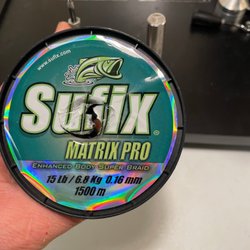 www.sufix.com
Sufix®
MATRIX PRO
ENHANCED BODY SUPER BRAID
15 Lb / 6.8 Kg 0.16 mm
1500 m